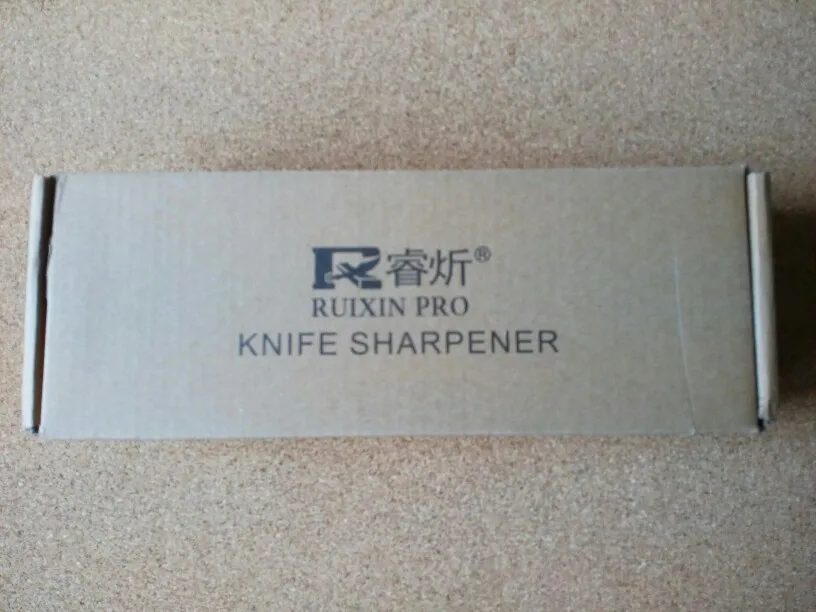 睿炘®
RUIXIN PRO
KNIFE SHARPENER